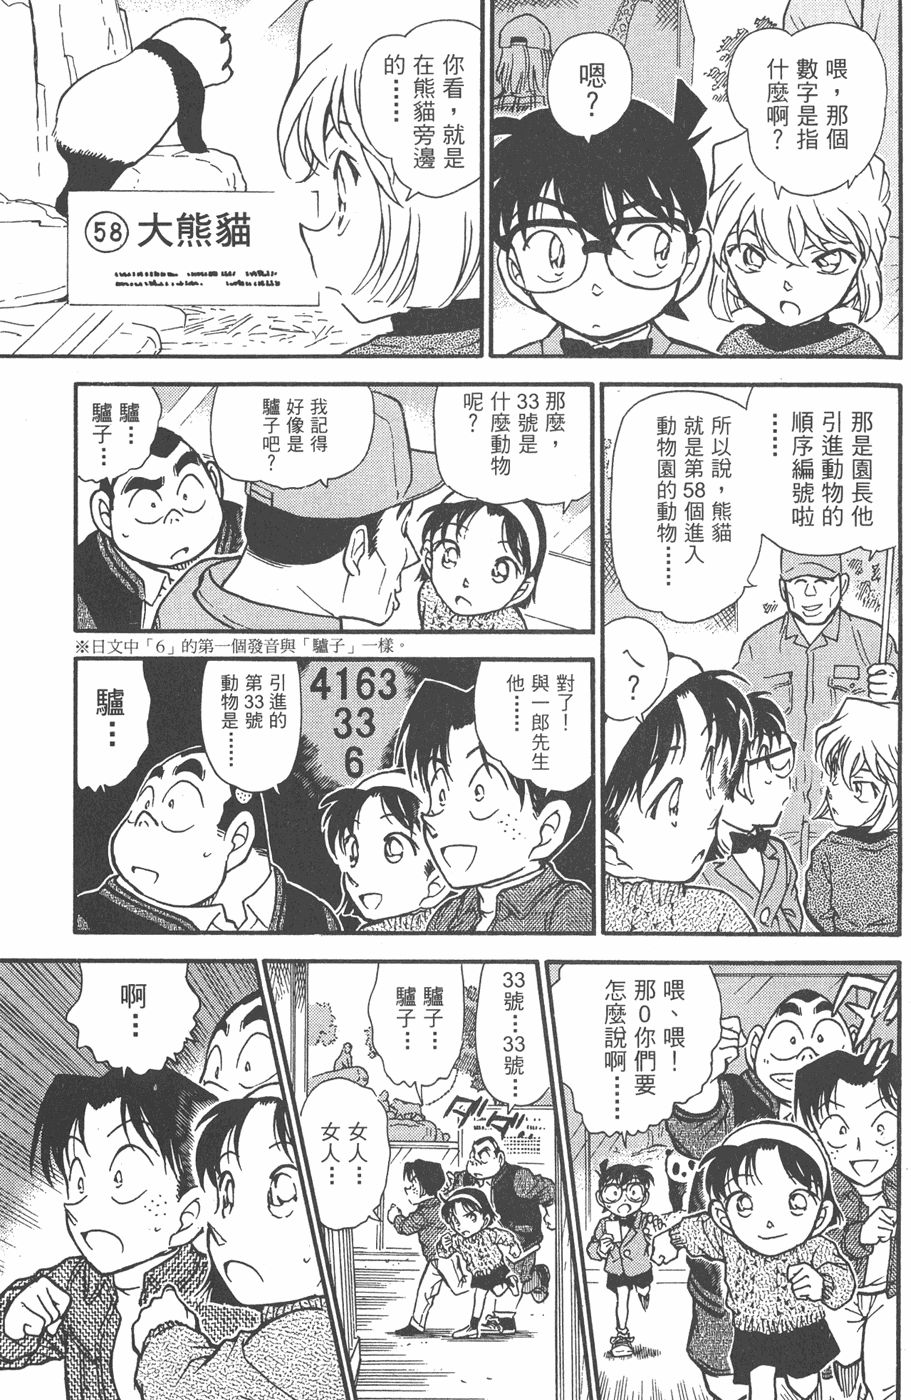 喂，那個
數字是指
什麼啊？
嗯？
你看，就是
在熊貓旁邊
的……
58 大熊貓
那是園長他
引進動物的
順序編號啦
……
所以說，熊貓
就是第58個進入
動物園的動物……
ㄟ？
那麼，
33號是
什麼動物
呢？
我記得
好像是
驢子吧？
驢…
驢子…
※日文中「6」的第一個發音與「驢子」一樣。
對了！
與一郎先生
他……
4163
33
6
引進的
第33號
動物是……
驢…
喂、喂！
那0你們要
怎麼說啊……
ダッ
33號…33號…
驢子…
驢子…
ダダッ
女人…
女人…
啊…